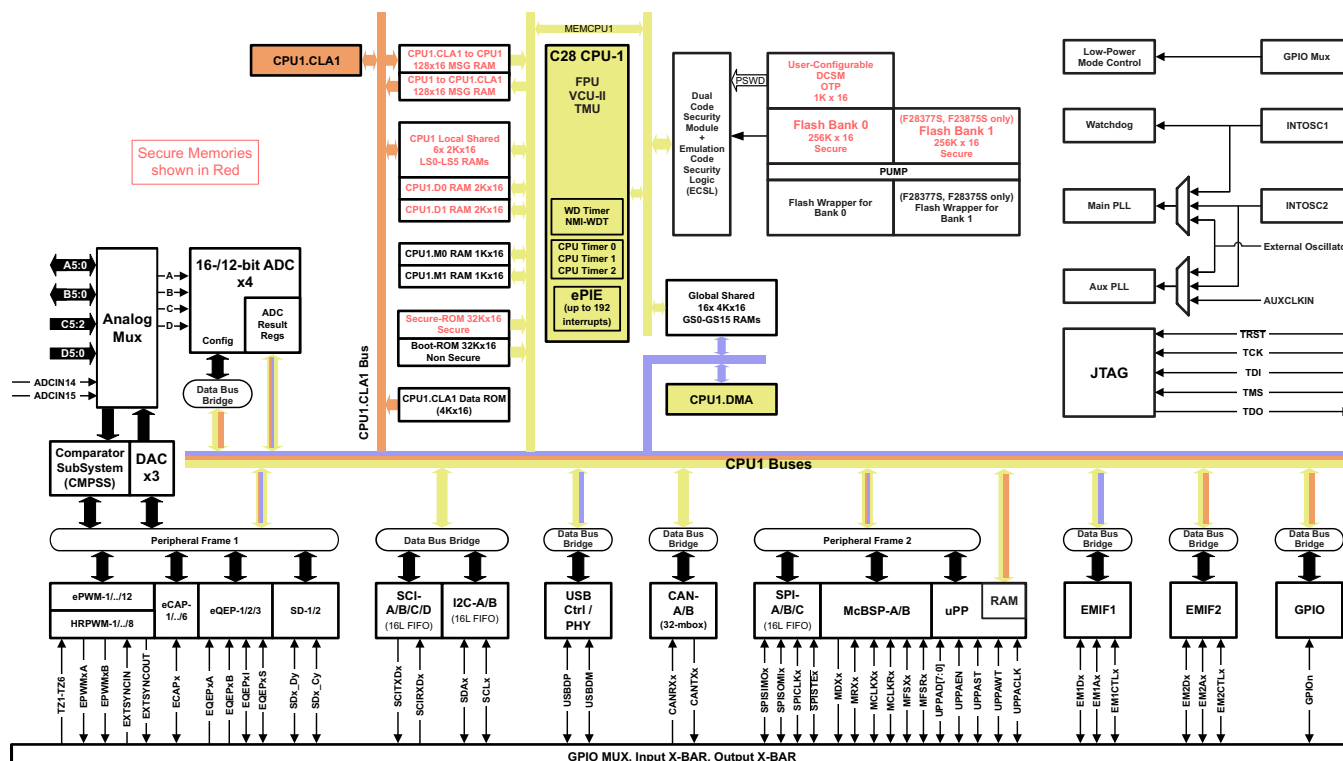 MEMCPU1
CPU1.CLA1
CPU1.CLA1 to CPU1
128x16 MSG RAM
CPU1 to CPU1.CLA1
128x16 MSG RAM
C28 CPU-1
FPU
VCU-II
TMU
PSWD
User-Configurable
DCSM
OTP
1K x 16
Dual
Code
Security
Module
+
Emulation
Code
Security
Logic
(ECSL)
Flash Bank 0
256K x 16
Secure
(F28377S, F23875S only)
Flash Bank 1
256K x 16
Secure
PUMP
Flash Wrapper for
Bank 0
(F28377S, F28375S only)
Flash Wrapper for
Bank 1
Low-Power
Mode Control
GPIO Mux
Watchdog
INTOSC1
Main PLL
INTOSC2
External Oscillator
Aux PLL
AUXCLKIN
JTAG
TRST
TCK
TDI
TMS
TDO
Secure Memories
shown in Red
CPU1 Local Shared
6x 2Kx16
LS0-LS5 RAMs
CPU1.D0 RAM 2Kx16
CPU1.D1 RAM 2Kx16
WD Timer
NMI-WDT
CPU Timer 0
CPU Timer 1
CPU Timer 2
ePIE
(up to 192
interrupts)
CPU1.M0 RAM 1Kx16
CPU1.M1 RAM 1Kx16
Secure-ROM 32Kx16
Secure
Boot-ROM 32Kx16
Non Secure
CPU1.CLA1 Data ROM
(4Kx16)
CPU1.CLA1 Bus
Global Shared
16x 4Kx16
GS0-GS15 RAMs
CPU1.DMA
A5:0
B5:0
C5:2
D5:0
ADCIN14
ADCIN15
Analog
Mux
A
B
C
D
16-/12-bit ADC
x4
Config
ADC
Result
Regs
Data Bus
Bridge
Comparator
SubSystem
(CMPSS)
DAC
x3
CPU1 Buses
Peripheral Frame 1
Data Bus Bridge
Data Bus
Bridge
Data Bus
Bridge
Peripheral Frame 2
Data Bus
Bridge
Data Bus
Bridge
Data Bus
Bridge
ePWM-1/../12
HRPWM-1/../8
eCAP-
1/../6
eQEP-1/2/3
SD-1/2
SCI-
A/B/C/D
(16L FIFO)
I2C-A/B
(16L FIFO)
USB
Ctrl /
PHY
CAN-
A/B
(32-mbox)
SPI-
A/B/C
(16L FIFO)
McBSP-A/B
uPP
RAM
EMIF1
EMIF2
GPIO
TZ1-TZ6
EPWMxA
EPWMxB
EXTSYNCIN
EXTSYNCOUT
ECAPx
EQEPxA
EQEPxB
EQEPxI
EQEPxS
SDx_Dy
SDx_Cy
SCITXDx
SCIRXDx
SDAx
SCLx
USBDP
USBDM
CANRXx
CANTXx
SPISIMOx
SPISOMIx
SPICLKx
SPISTEx
MDXx
MRXx
MCLKXx
MCLKRx
MFSXx
MFSRx
UPPAD[7:0]
UPPAEN
UPPAST
UPPAWT
UPPACLK
EM1Dx
EM1Ax
EM1CTLx
EM2Dx
EM2Ax
EM2CTLx
GPIOn
GPIO MUX, Input X-BAR, Output X-BAR